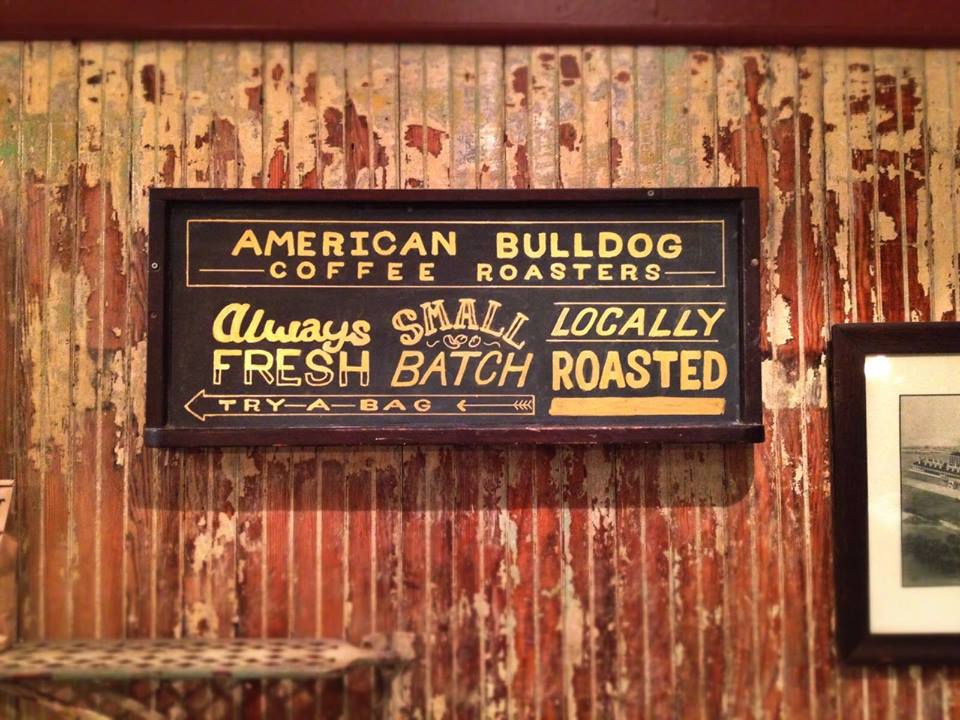 AMERICAN BULLDOG
COFFEE ROASTERS
Always
FRESH
SMALL
BATCH
LOCALLY
ROASTED
TRY-A-BAG